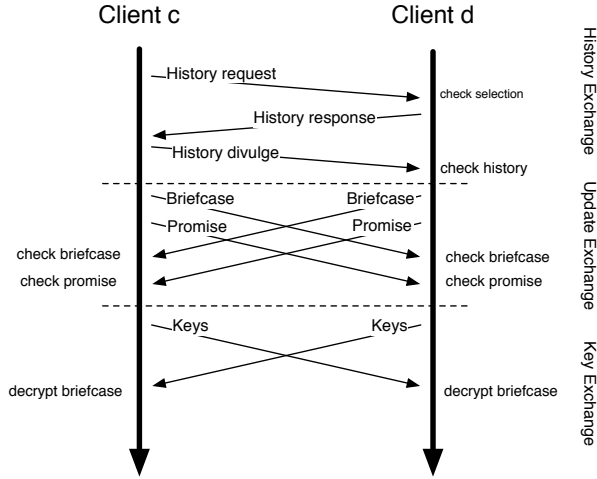 Client c
Client d
History request
check selection
History response
History divulge
check history
History Exchange
Briefcase
Briefcase
Promise
Promise
check briefcase
check briefcase
check promise
check promise
Update Exchange
Keys
Keys
decrypt briefcase
decrypt briefcase
Key Exchange